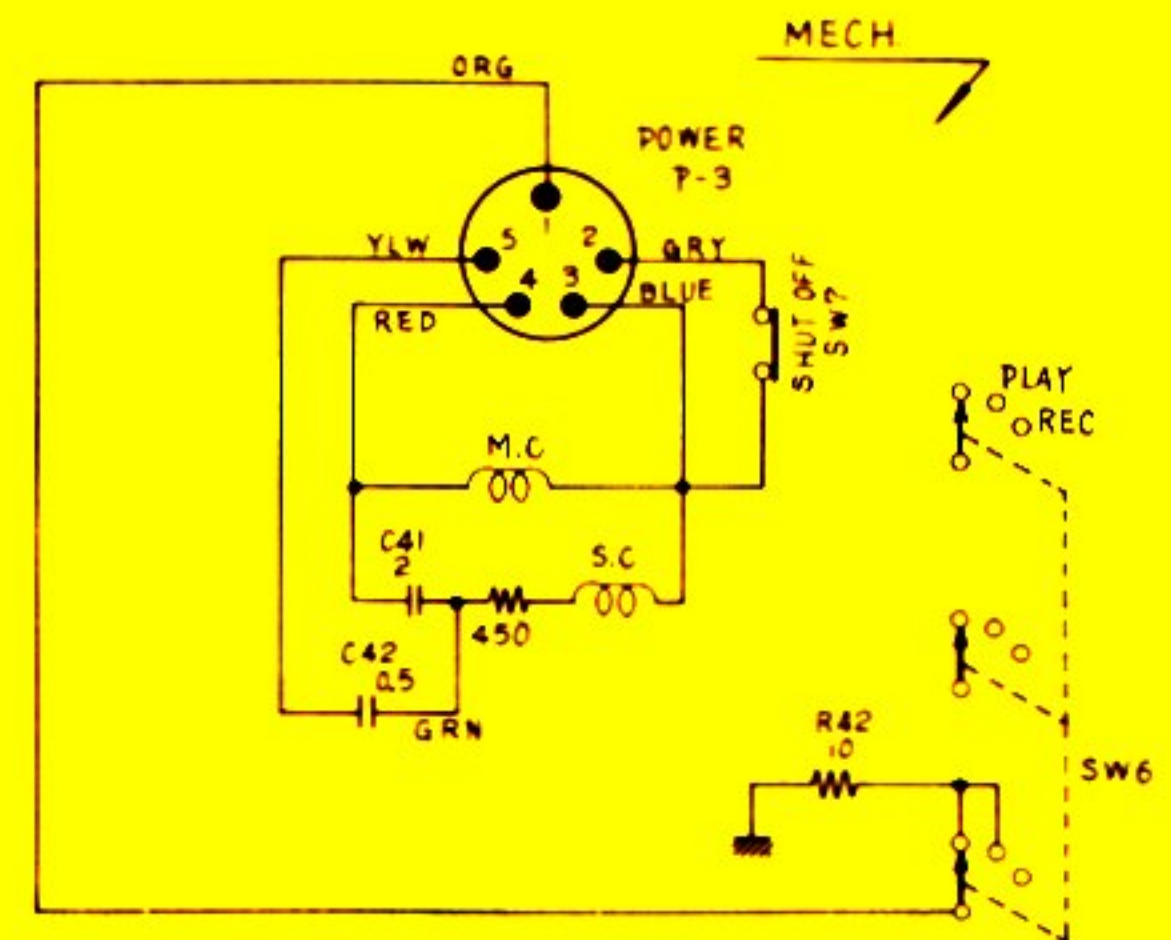 MECH
ORG
POWER
P-3
1
5
2
YLW
GRY
4
3
BLUE
RED
SHUT OFF
SW7
PLAY
REC
M.C
C41
2
S.C
450
C42
0.5
GRN
R42
10
SW6